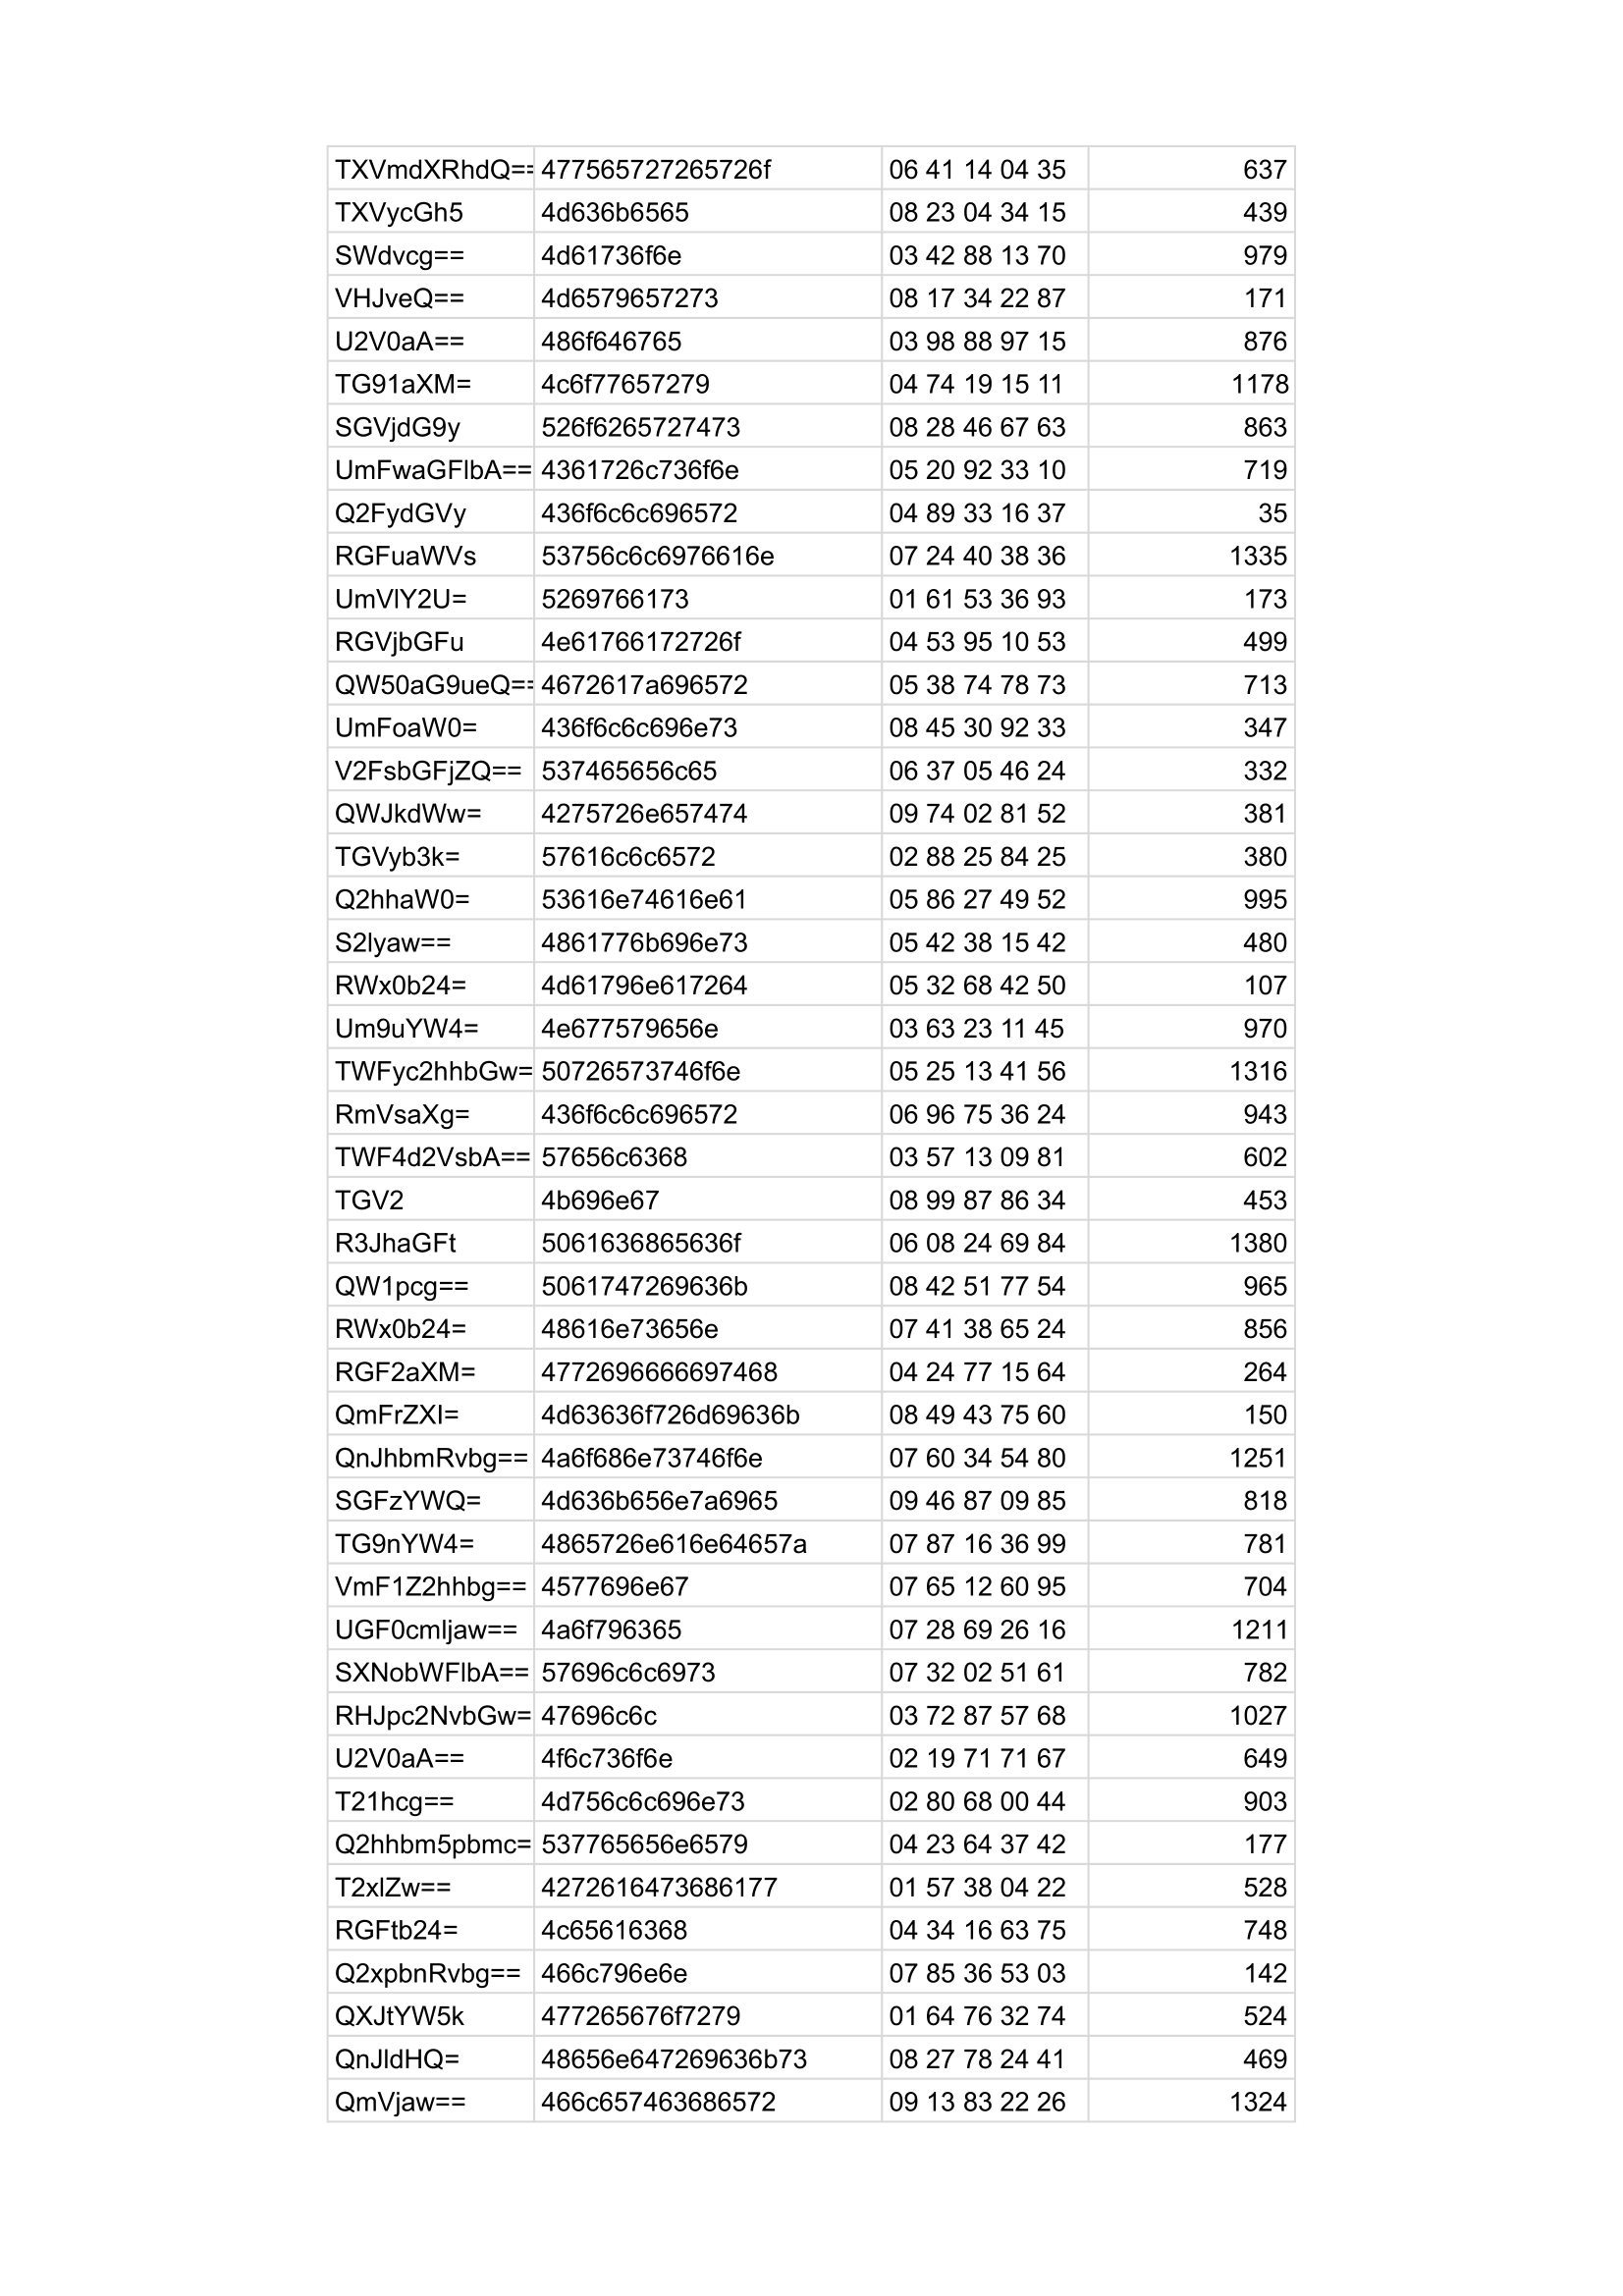 TXVmdXRhdQ== 477565727265726f 06 41 14 04 35 637
TXVycGh5 4d636b6565 08 23 04 34 15 439
SWdvcg== 4d61736f6e 03 42 88 13 70 979
VHJveQ== 4d6579657273 08 17 34 22 87 171
U2V0aA== 486f646765 03 98 88 97 15 876
TG91aXM= 4c6f77657279 04 74 19 15 11 1178
SGVjdG9y 526f6265727473 08 28 46 67 63 863
UmFwaGFlbA== 4361726c736f6e 05 20 92 33 10 719
Q2FydGVy 436f6c6c696572 04 89 33 16 37 35
RGFuaWVs 53756c6c6976616e 07 24 40 38 36 1335
UmVlY2U= 5269766173 01 61 53 36 93 173
RGVjbGFu 4e61766172726f 04 53 95 10 53 499
QW50aG9ueQ== 4672617a696572 05 38 74 78 73 713
UmFoaW0= 436f6c6c696e73 08 45 30 92 33 347
V2FsbGFjZQ== 537465656c65 06 37 05 46 24 332
QWJkdWw= 4275726e657474 09 74 02 81 52 381
TGVyb3k= 57616c6c6572 02 88 25 84 25 380
Q2hhaW0= 53616e74616e61 05 86 27 49 52 995
S2lyaw== 4861776b696e73 05 42 38 15 42 480
RWx0b24= 4d61796e617264 05 32 68 42 50 107
Um9uYW4= 4e677579656e 03 63 23 11 45 970
TWFyc2hhbGw= 50726573746f6e 05 25 13 41 56 1316
RmVsaXg= 436f6c6c696572 06 96 75 36 24 943
TWF4d2VsbA== 57656c6368 03 57 13 09 81 602
TGV2 4b696e67 08 99 87 86 34 453
R3JhaGFt 5061636865636f 06 08 24 69 84 1380
QW1pcg== 5061747269636b 08 42 51 77 54 965
RWx0b24= 48616e73656e 07 41 38 65 24 856
RGF2aXM= 4772696666697468 04 24 77 15 64 264
QmFrZXI= 4d63636f726d69636b 08 49 43 75 60 150
QnJhbmRvbg== 4a6f686e73746f6e 07 60 34 54 80 1251
SGFzYWQ= 4d636b656e7a6965 09 46 87 09 85 818
TG9nYW4= 4865726e616e64657a 07 87 16 36 99 781
VmF1Z2hhbg== 4577696e67 07 65 12 60 95 704
UGF0cmljaw== 4a6f796365 07 28 69 26 16 1211
SXNobWFlbA== 57696c6c6973 07 32 02 51 61 782
RHJpc2NvbGw= 47696c6c 03 72 87 57 68 1027
U2V0aA== 4f6c736f6e 02 19 71 71 67 649
T21hcg== 4d756c6c696e73 02 80 68 00 44 903
Q2hhbm5pbmc= 537765656e6579 04 23 64 37 42 177
T2xlZw== 4272616473686177 01 57 38 04 22 528
RGFtb24= 4c65616368 04 34 16 63 75 748
Q2xpbnRvbg== 466c796e6e 07 85 36 53 03 142
QXJtYW5k 477265676f7279 01 64 76 32 74 524
QnJldHQ= 48656e647269636b73 08 27 78 24 41 469
QmVjaw== 466c657463686572 09 13 83 22 26 1324